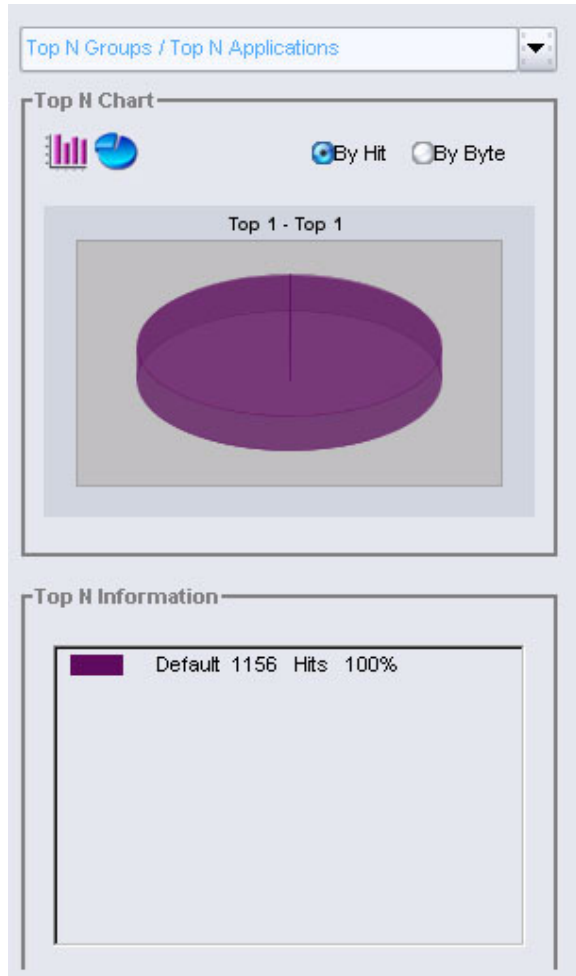 Top N Groups / Top N Applications
Top N Chart
By Hit By Byte
Top 1 - Top 1
Top N Information
Default 1156 Hits 100%